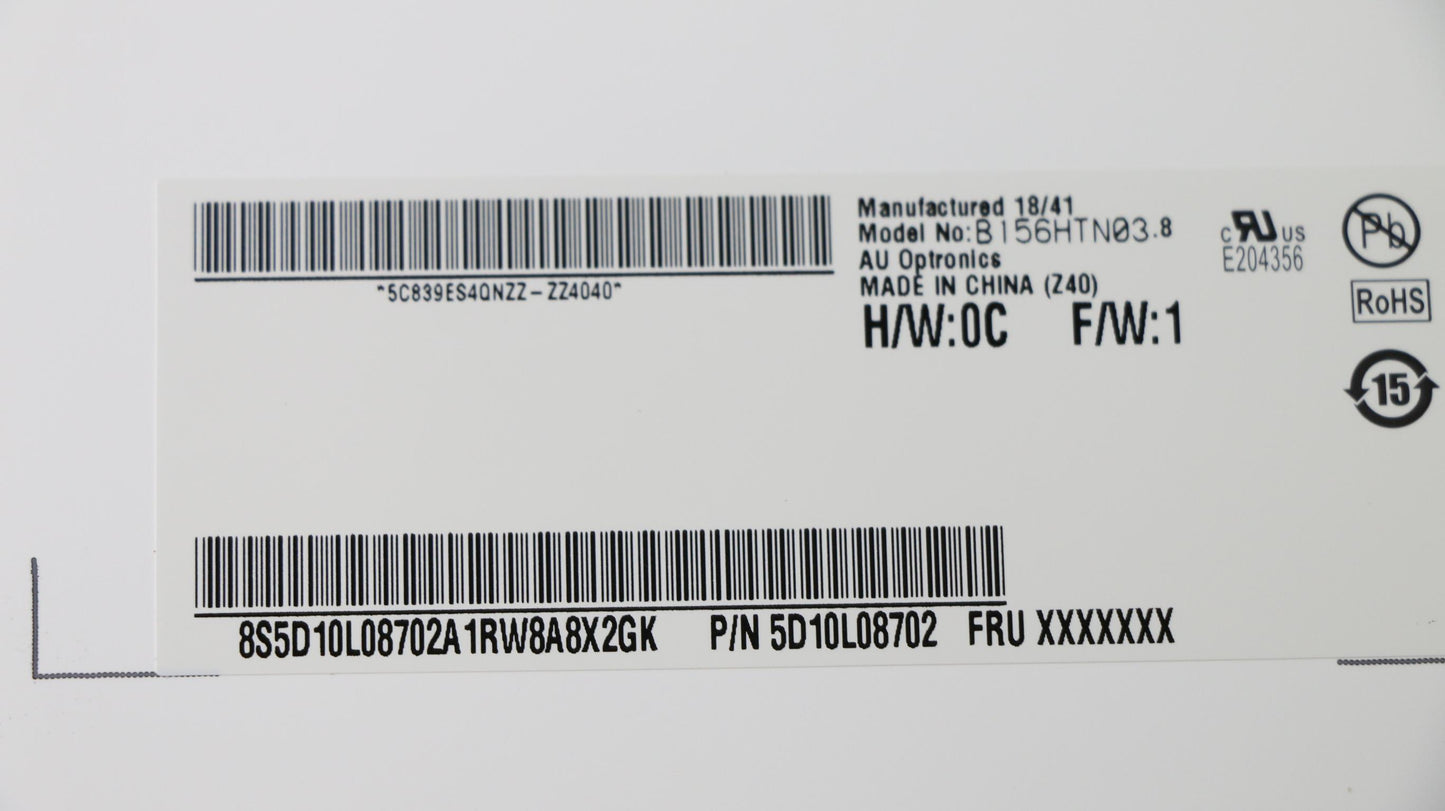 *5C839ES4QNZZ-ZZ4040*
Manufactured 18/41
Model No:B156HTN03.8
AU Optronics
MADE IN CHINA (Z40)
H/W:0C F/W:1
c RU US
E204356
Pb
RoHS
15
8S5D10L08702A1RW8A8X2GK P/N 5D10L08702 FRU XXXXXXX